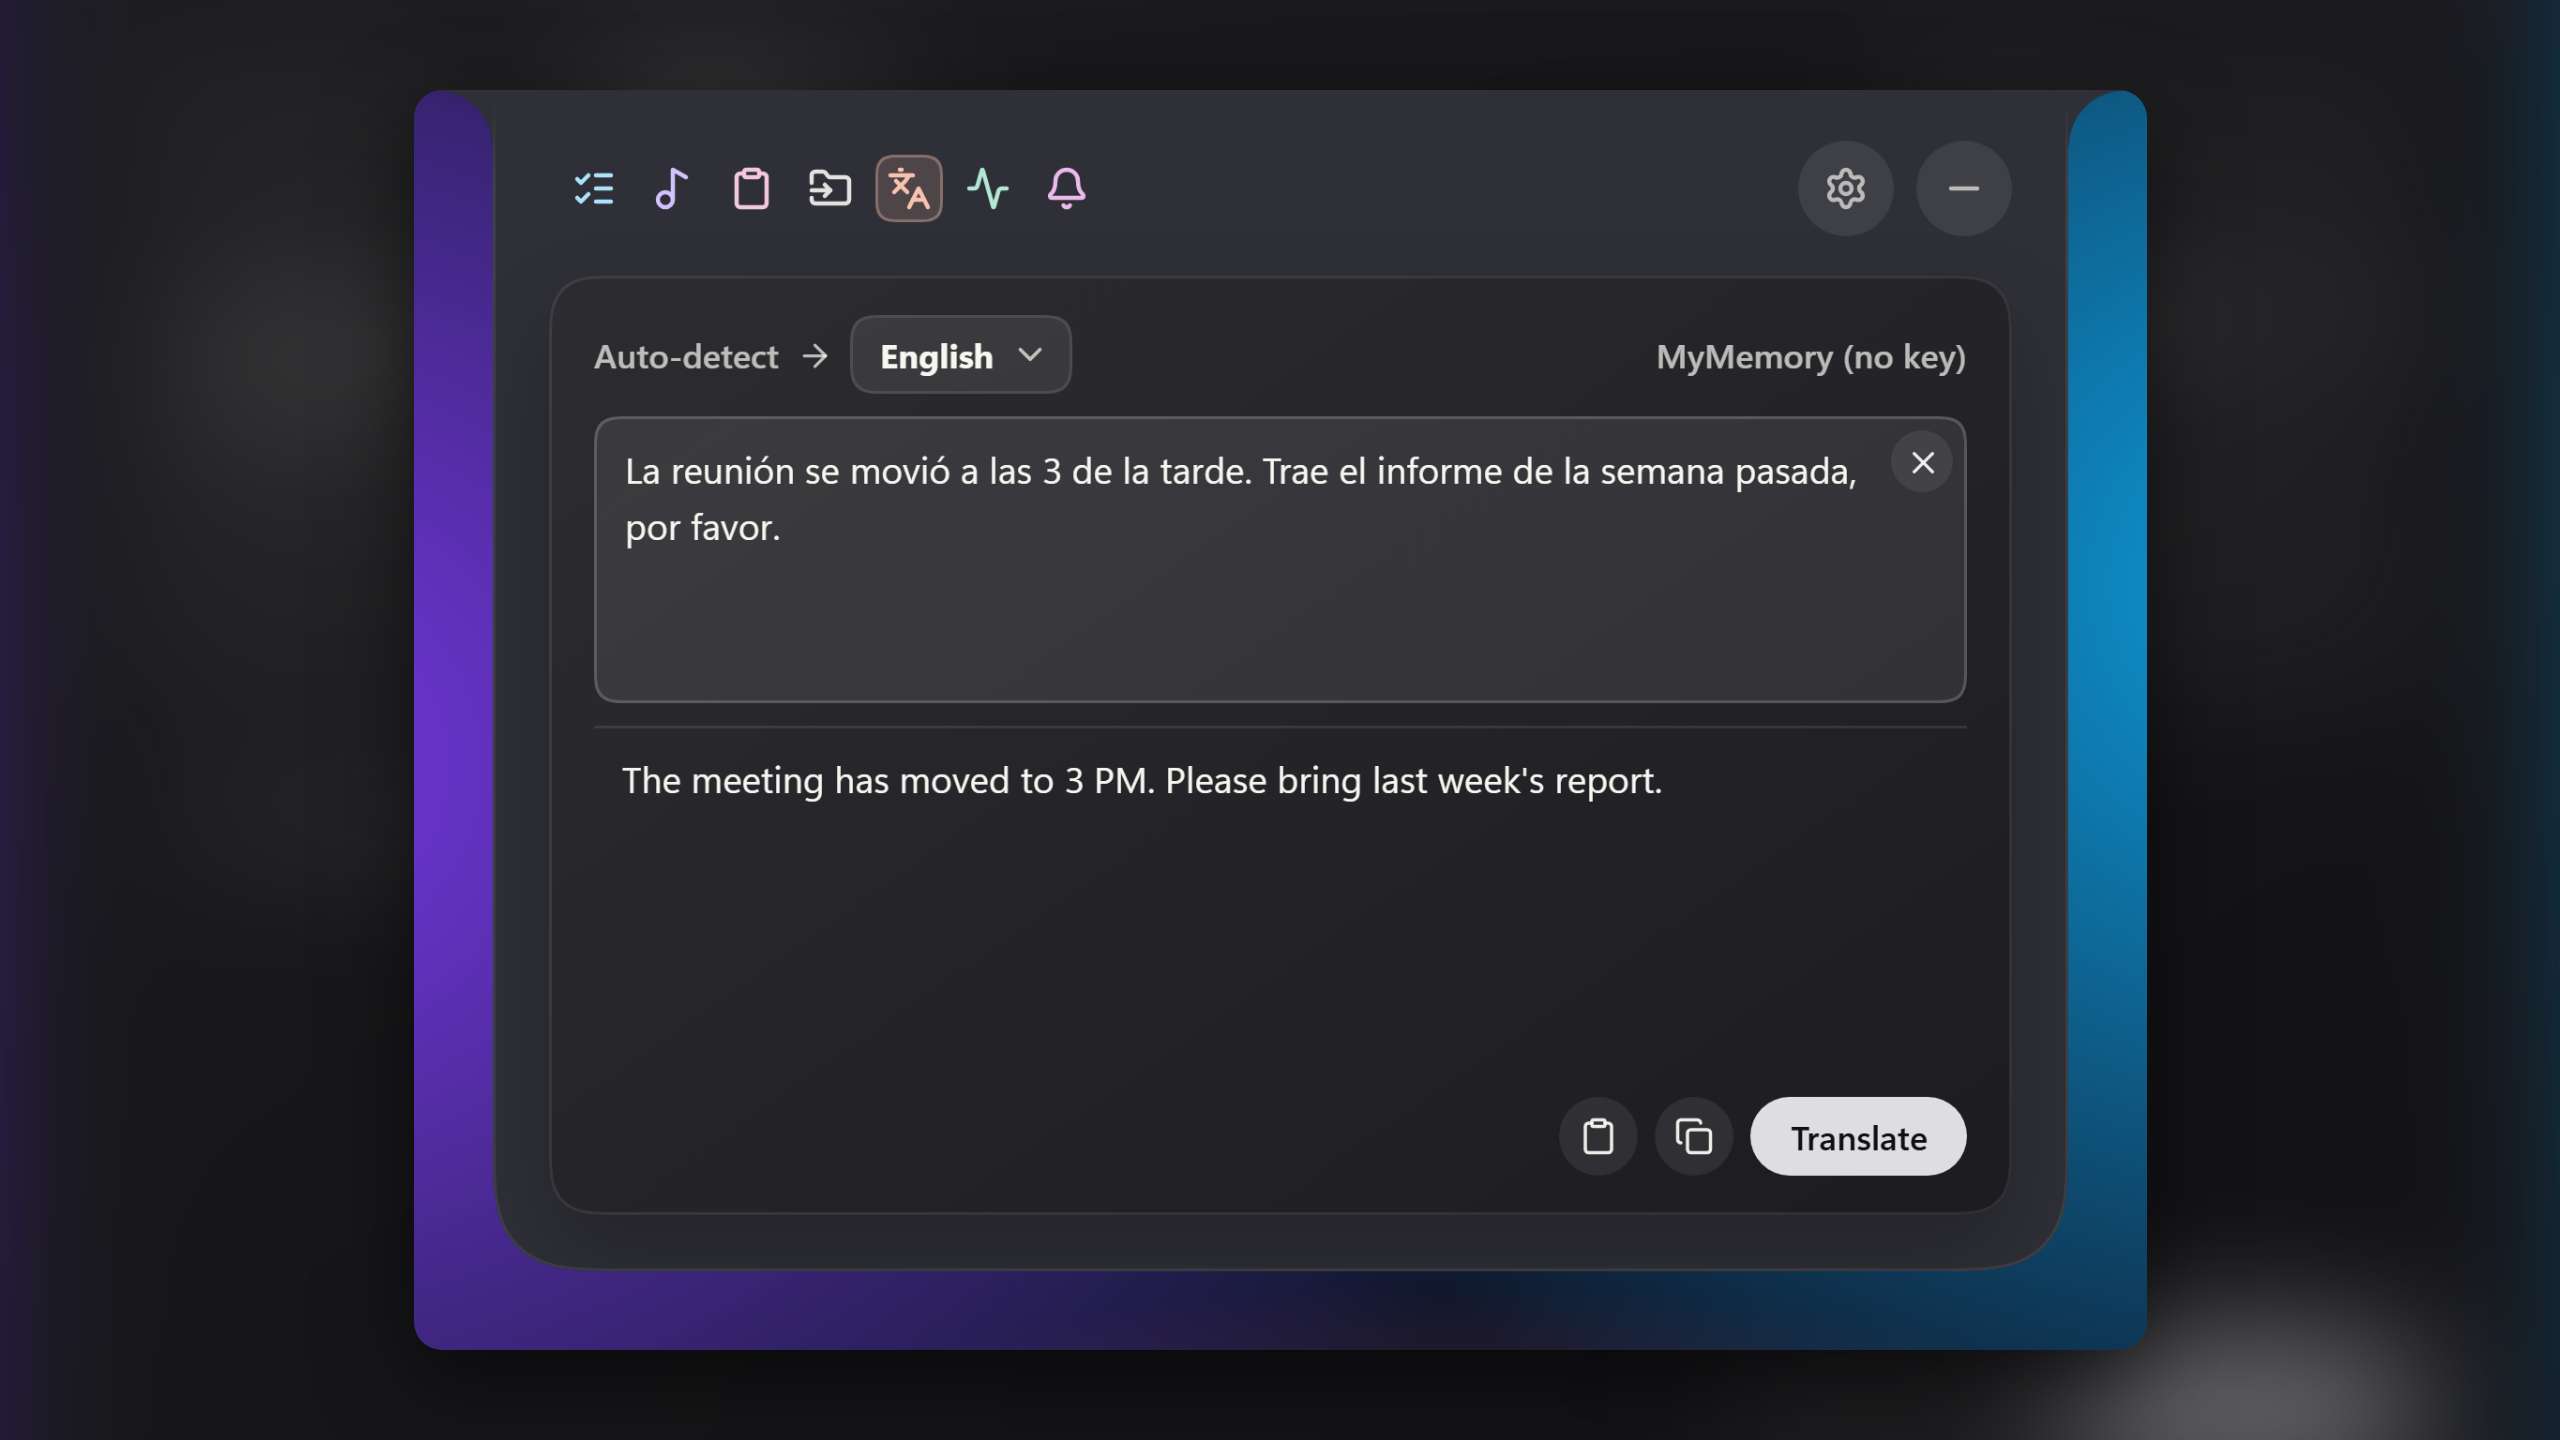 Auto-detect → English
MyMemory (no key)
La reunión se movió a las 3 de la tarde. Trae el informe de la semana pasada,
por favor.
The meeting has moved to 3 PM. Please bring last week's report.
Translate